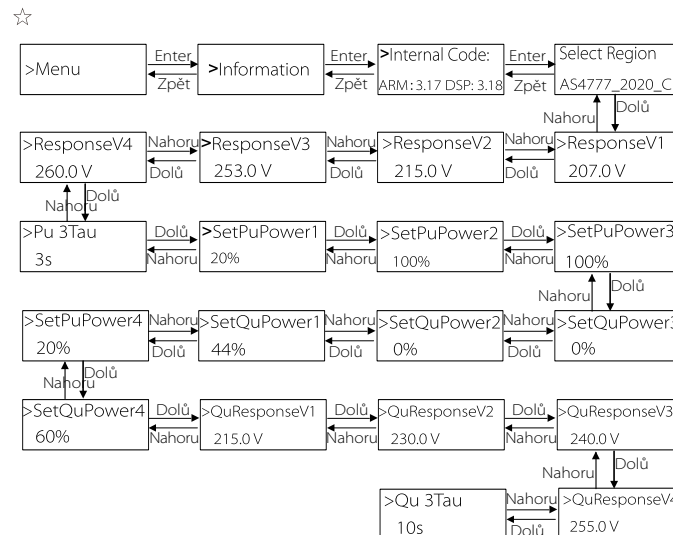 ☆
>Menu
Enter
Zpět
>Information
Enter
Zpět
>Internal Code:
ARM: 3.17 DSP: 3.18
Enter
Zpět
Select Region
AS4777_2020_C
Nahoru
Dolů
>ResponseV4
260.0 V
Nahoru
Dolů
>ResponseV3
253.0 V
Nahoru
Dolů
>ResponseV2
215.0 V
Nahoru
Dolů
>ResponseV1
207.0 V
Dolů
Nahoru
>Pu 3Tau
3s
Dolů
Nahoru
>SetPuPower1
20%
Dolů
Nahoru
>SetPuPower2
100%
Dolů
Nahoru
>SetPuPower3
100%
Nahoru
Dolů
>SetPuPower4
20%
Nahoru
Dolů
>SetQuPower1
44%
Nahoru
Dolů
>SetQuPower2
0%
Nahoru
Dolů
>SetQuPower3
0%
Dolů
Nahoru
>SetQuPower4
60%
Dolů
Nahoru
>QuResponseV1
215.0 V
Dolů
Nahoru
>QuResponseV2
230.0 V
Dolů
Nahoru
>QuResponseV3
240.0 V
Nahoru
Dolů
>Qu 3Tau
10s
Nahoru
Dolů
>QuResponseV4
255.0 V